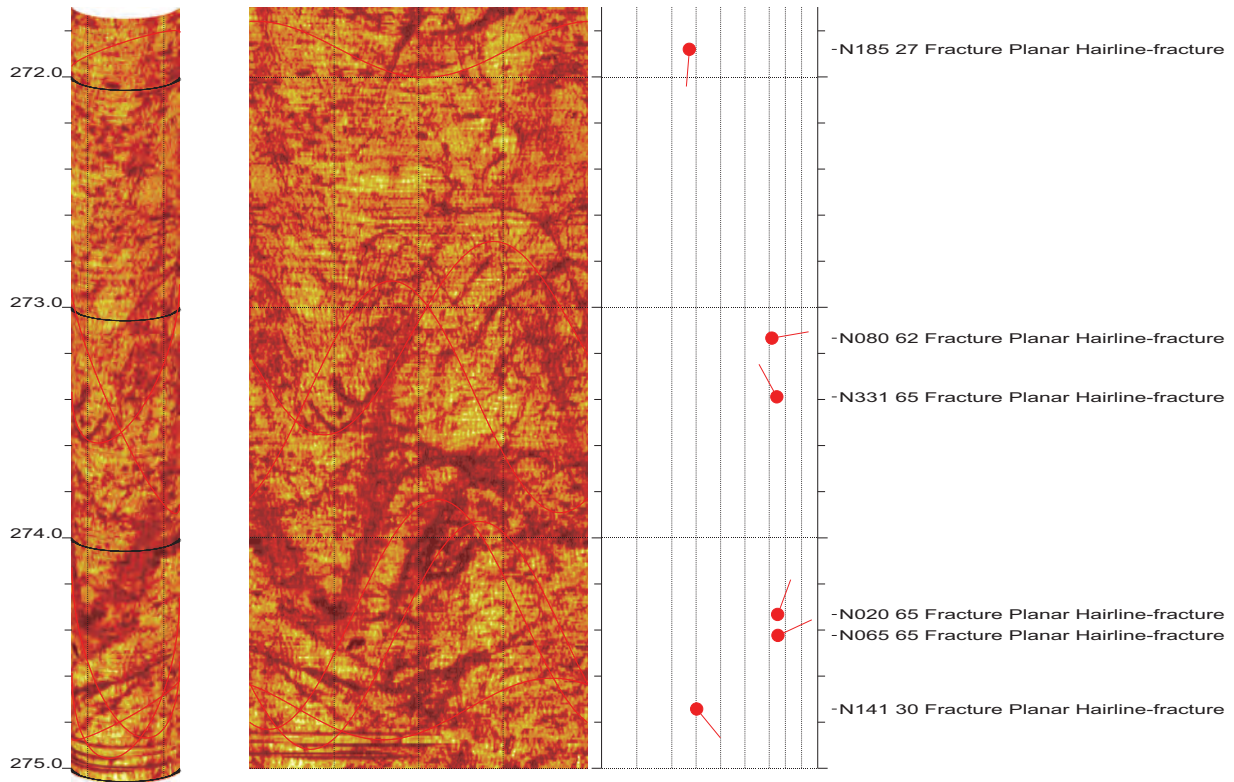 -N185 27 Fracture Planar Hairline-fracture
272.0
273.0
-N080 62 Fracture Planar Hairline-fracture
-N331 65 Fracture Planar Hairline-fracture
274.0
-N020 65 Fracture Planar Hairline-fracture
-N065 65 Fracture Planar Hairline-fracture
-N141 30 Fracture Planar Hairline-fracture
275.0